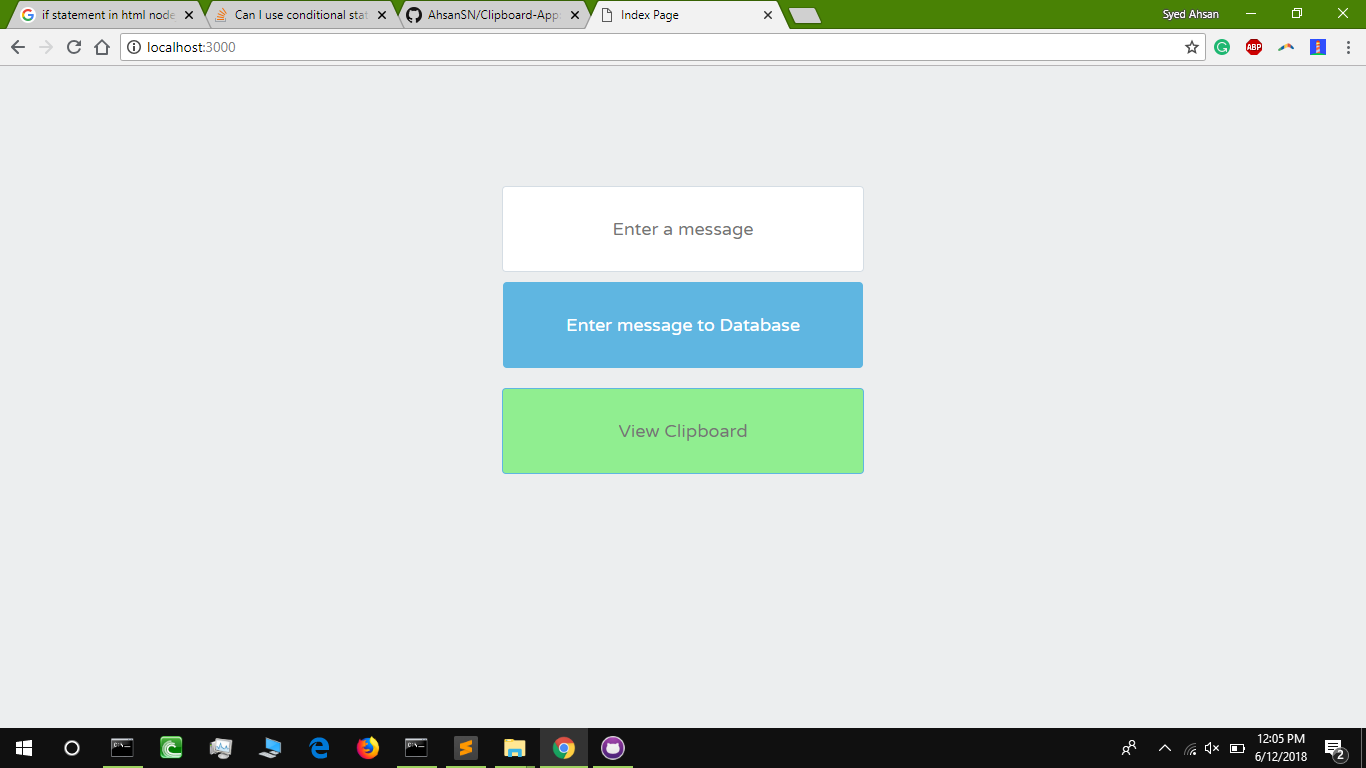 if statement in html node
Can I use conditional stat
AhsanSN/Clipboard-App
Index Page
Syed Ahsan
localhost:3000
ABP
Enter a message
Enter message to Database
View Clipboard
12:05 PM
6/12/2018
2